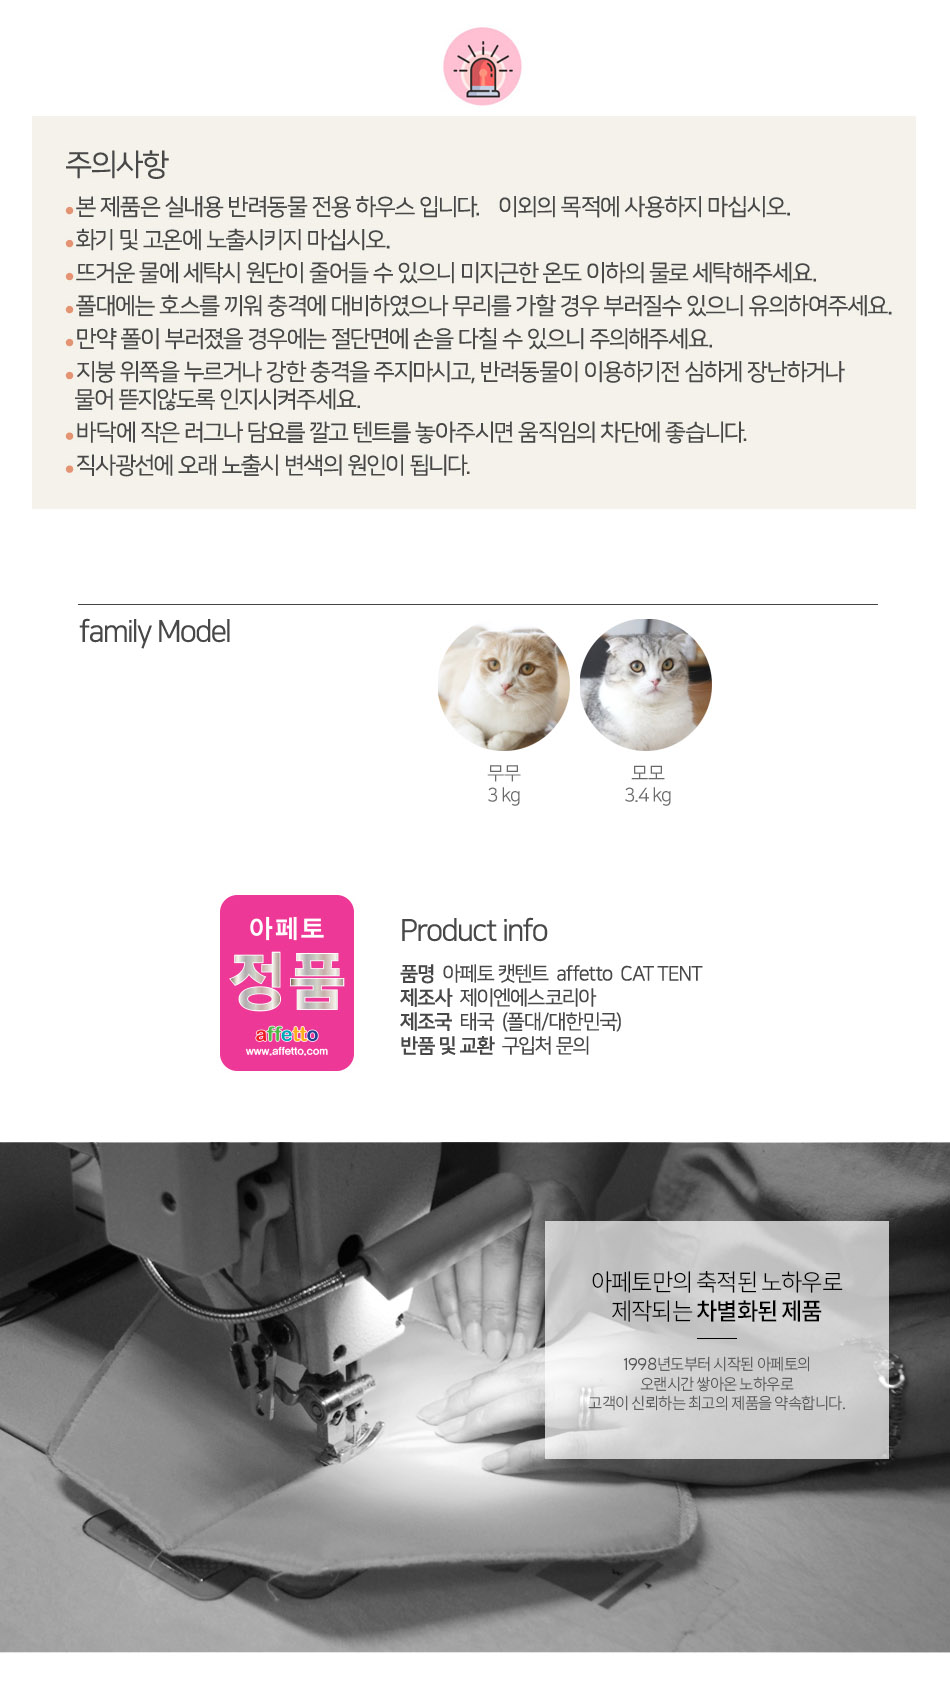 주의사항
본 제품은 실내용 반려동물 전용 하우스 입니다. 이외의 목적에 사용하지 마십시오.
화기 및 고온에 노출시키지 마십시오.
뜨거운 물에 세탁시 원단이 줄어들 수 있으니 미지근한 온도 이하의 물로 세탁해주세요.
폴대에는 호스를 끼워 충격에 대비하였으나 무리를 가할 경우 부러질수 있으니 유의하여주세요.
만약 폴이 부러졌을 경우에는 절단면에 손을 다칠 수 있으니 주의해주세요.
지붕 위쪽을 누르거나 강한 충격을 주지마시고, 반려동물이 이용하기전 심하게 장난하거나
물어 뜯지않도록 인지시켜주세요.
바닥에 작은 러그나 담요를 깔고 텐트를 놓아주시면 움직임의 차단에 좋습니다.
직사광선에 오래 노출시 변색의 원인이 됩니다.
family Model
무무
3 kg
모모
3.4 kg
아페토
정품
affetto
www.affetto.com
Product info
품명 아페토 캣텐트 affetto CAT TENT
제조사 제이엔에스코리아
제조국 태국 (폴대/대한민국)
반품 및 교환 구입처 문의
아페토만의 축적된 노하우로
제작되는 차별화된 제품
1998년도부터 시작된 아페토의
오랜시간 쌓아온 노하우로
고객이 신뢰하는 최고의 제품을 약속합니다.